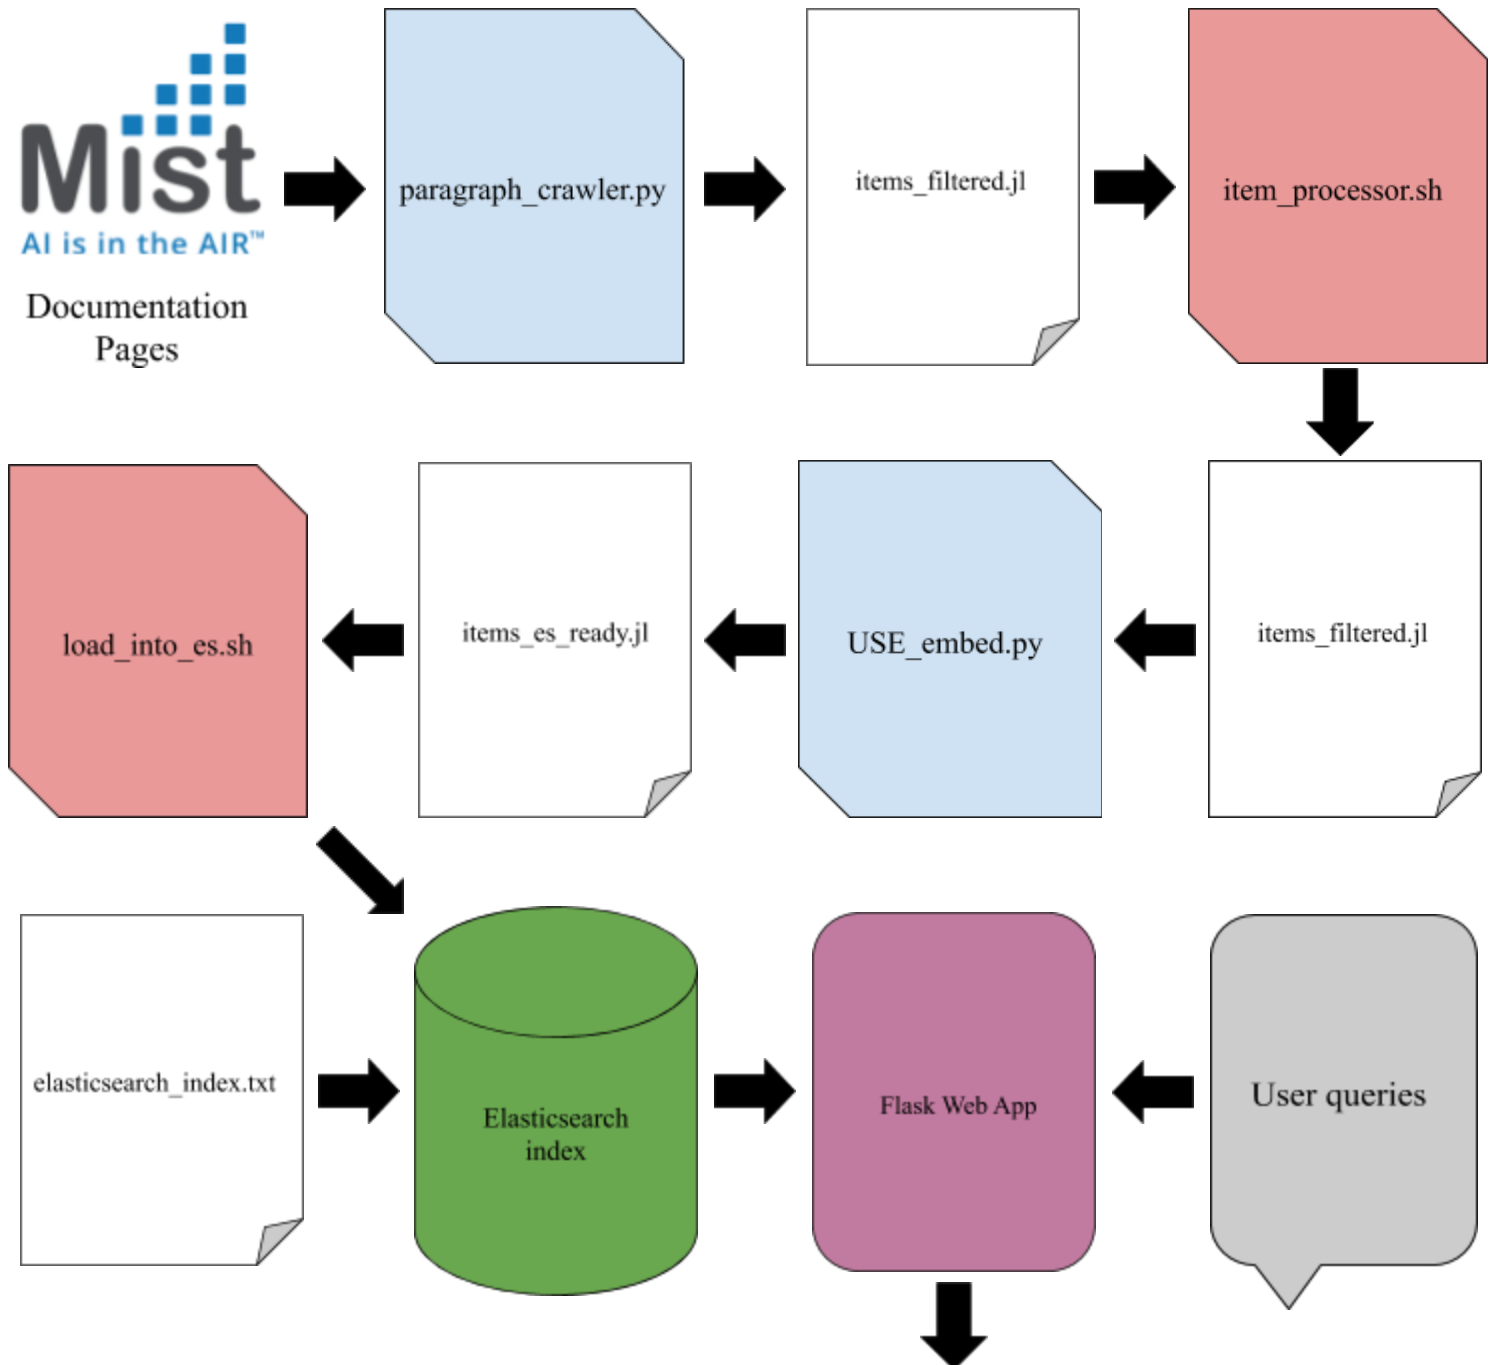 Mist
AI is in the AIR™
Documentation
Pages
paragraph_crawler.py
items_filtered.jl
item_processor.sh
load_into_es.sh
items_es_ready.jl
USE_embed.py
items_filtered.jl
elasticsearch_index.txt
Elasticsearch
index
Flask Web App
User queries